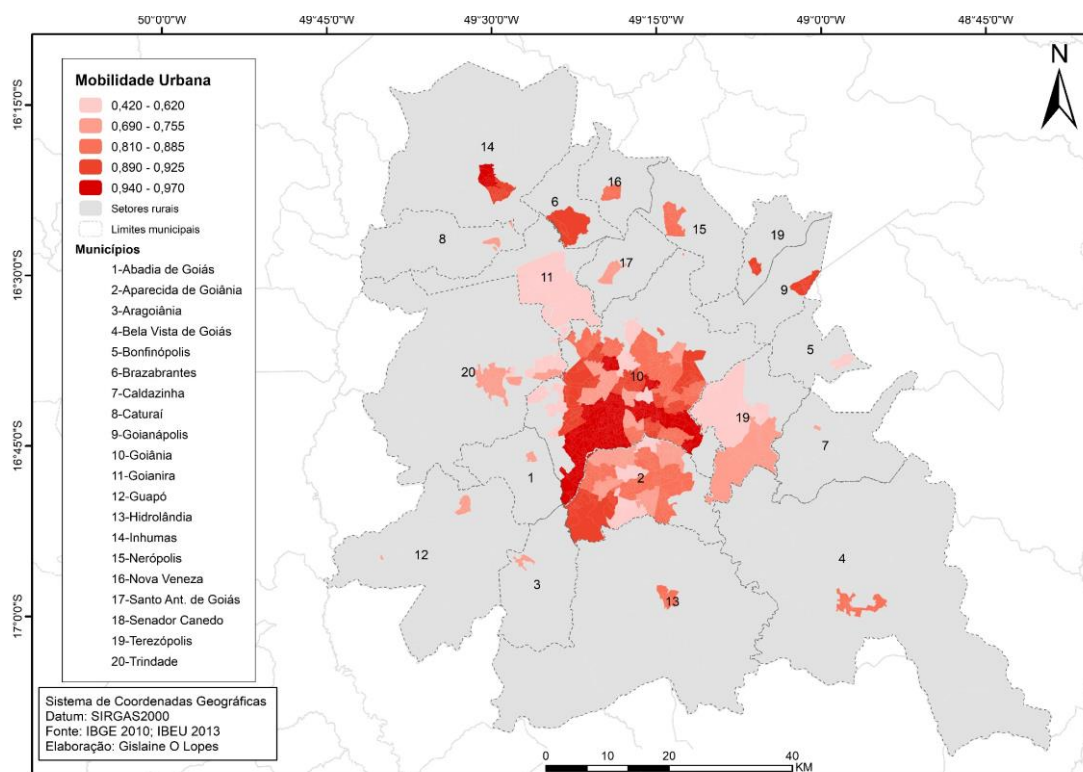 50°0'0"W 49°45'0"W 49°30'0"W 49°15'0"W 49°0'0"W 48°45'0"W
16°15'0"S
16°30'0"S
16°45'0"S
17°0'0"S
N
Mobilidade Urbana
0,420 - 0,620
0,690 - 0,755
0,810 - 0,885
0,890 - 0,925
0,940 - 0,970
Setores rurais
Limites municipais
Municípios
1-Abadia de Goiás
2-Aparecida de Goiânia
3-Aragoiânia
4-Bela Vista de Goiás
5-Bonfinópolis
6-Brazabrantes
7-Caldazinha
8-Caturaí
9-Goianápolis
10-Goiânia
11-Goianira
12-Guapó
13-Hidrolândia
14-Inhumas
15-Nerópolis
16-Nova Veneza
17-Santo Ant. de Goiás
18-Senador Canedo
19-Terezópolis
20-Trindade
Sistema de Coordenadas Geográficas
Datum: SIRGAS2000
Fonte: IBGE 2010; IBEU 2013
Elaboração: Gislaine O Lopes
14
16
6
15
19
8
17
11
9
5
20
10
19
7
1
2
12
3
4
13
0 10 20 40
KM